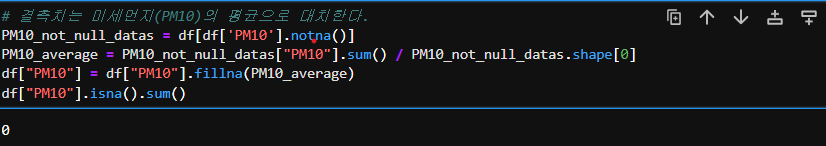 # 결측치는 미세먼지(PM10)의 평균으로 대치한다.
PM10_not_null_datas = df[df['PM10'].notna()]
PM10_average = PM10_not_null_datas["PM10"].sum() / PM10_not_null_datas.shape[0]
df["PM10"] = df["PM10"].fillna(PM10_average)
df["PM10"].isna().sum()
0